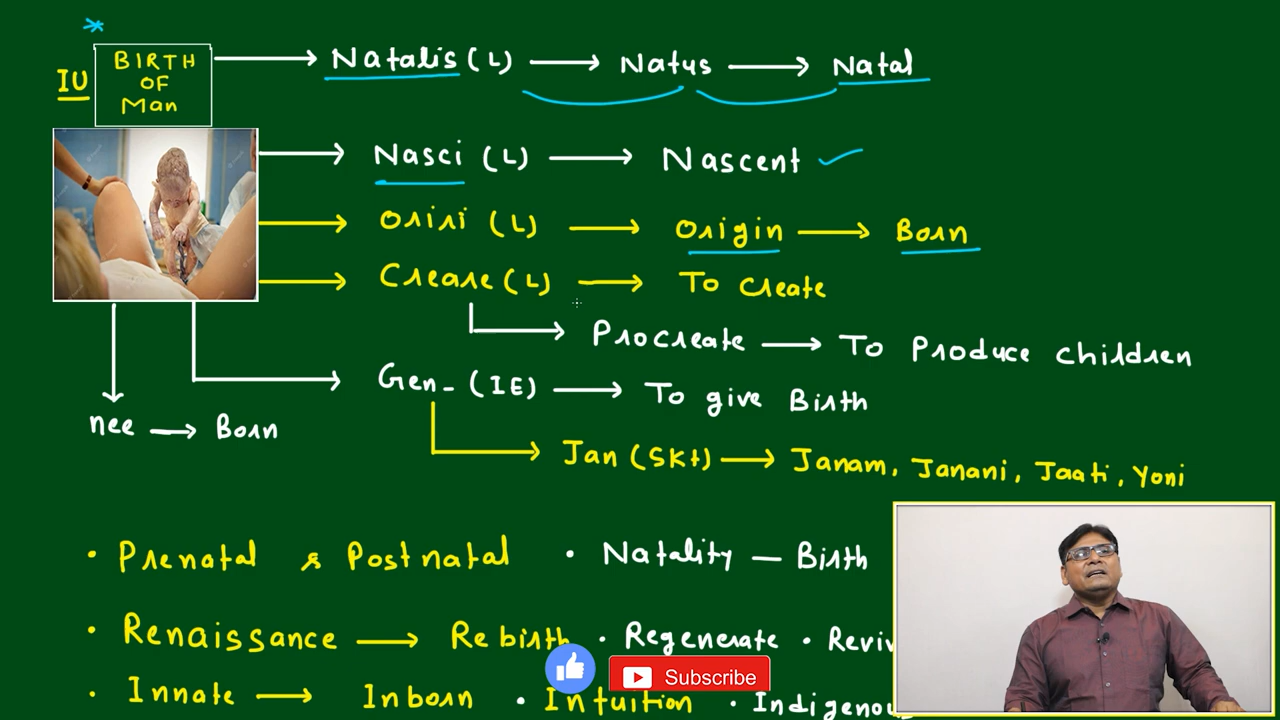 *
IU BIRTH OF Man → Natalis (L) → Natus → Natal
Nasci (L) → Nascent ✓
Oriri (L) → Origin → Born
Creare (L) → To create
Procreate → To Produce children
Gen- (IE) → To give Birth
nee → Born
Jan (SKt) → Janam, Janani, Jaati, Yoni
• Prenatal & Postnatal • Natality — Birth
• Renaissance → Rebirth • Regenerate • Reviv
• Innate → Inborn • Intuition • Indigenou
Subscribe